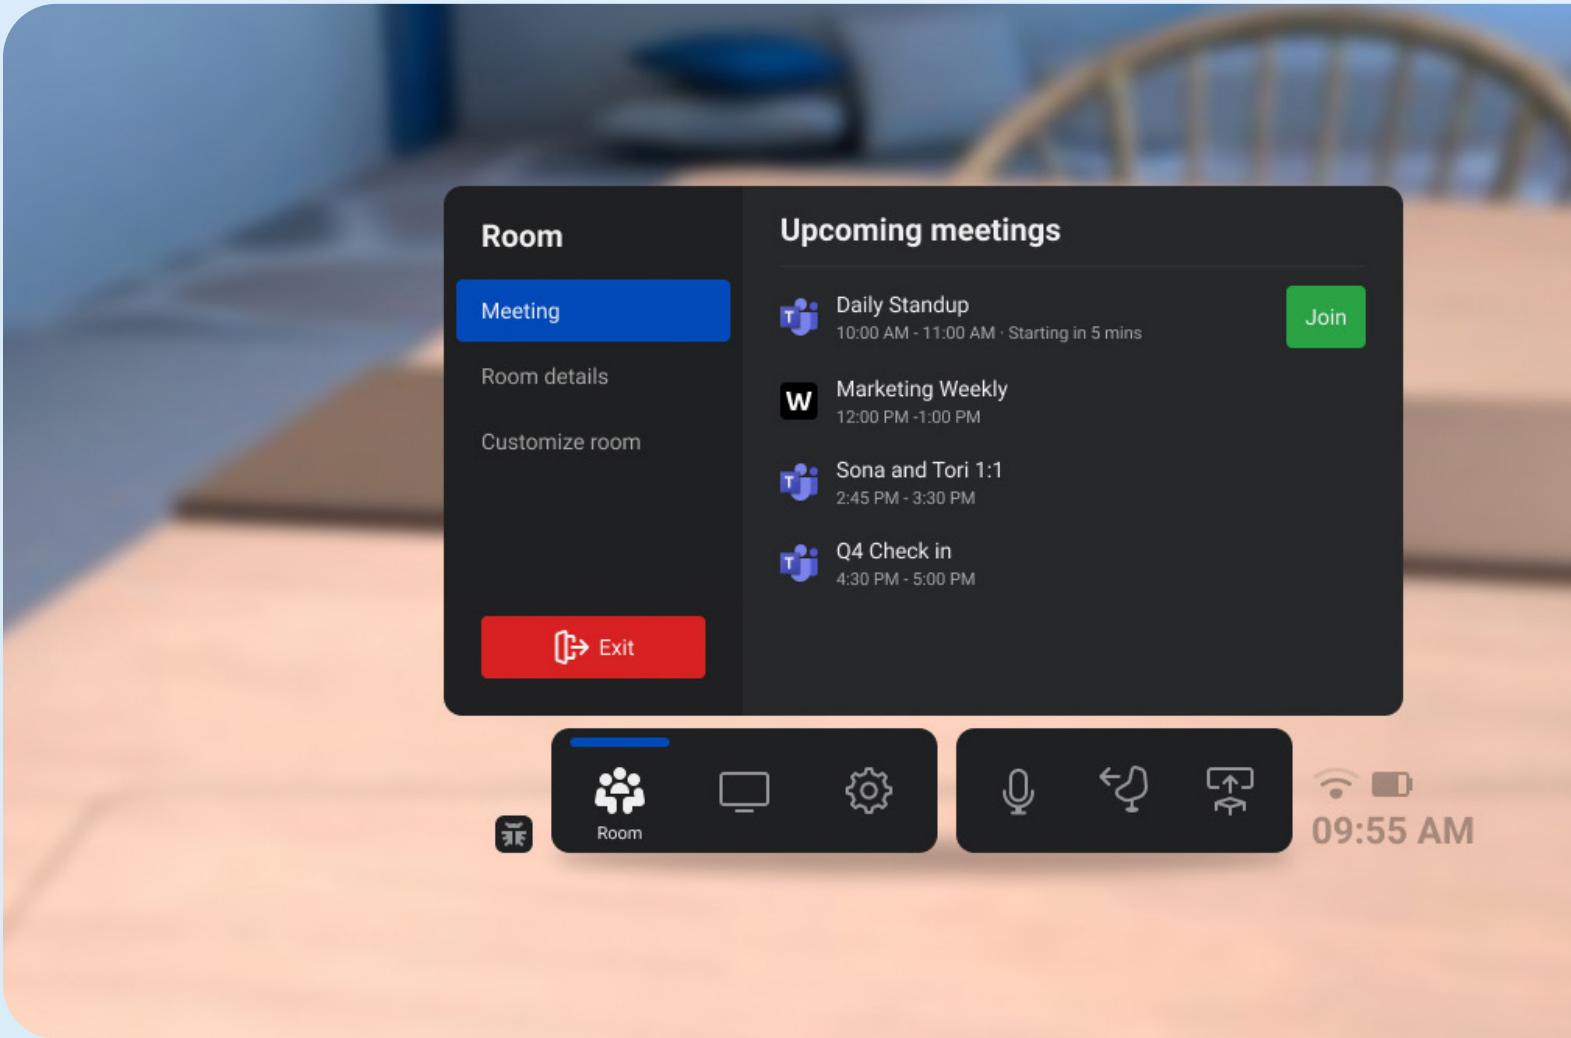 Room
Meeting
Room details
Customize room
Exit
Upcoming meetings
T
Daily Standup
10:00 AM - 11:00 AM · Starting in 5 mins
Join
W
Marketing Weekly
12:00 PM -1:00 PM
T
Sona and Tori 1:1
2:45 PM - 3:30 PM
T
Q4 Check in
4:30 PM - 5:00 PM
Room
09:55 AM